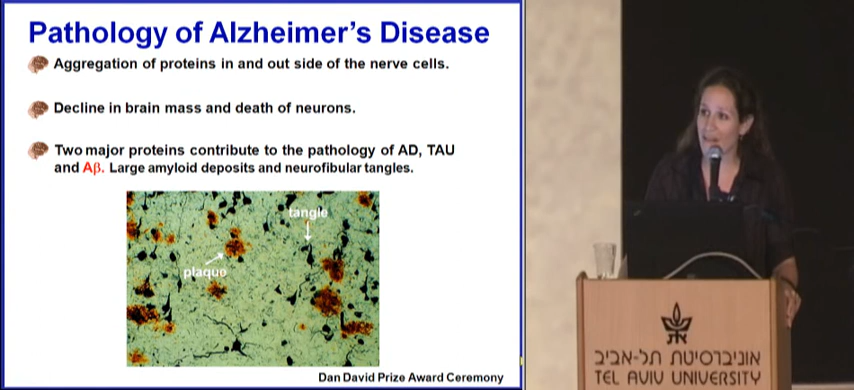 Pathology of Alzheimer's Disease
Aggregation of proteins in and out side of the nerve cells.
Decline in brain mass and death of neurons.
Two major proteins contribute to the pathology of AD, TAU
and Aβ. Large amyloid deposits and neurofibular tangles.
tangle
plaque
Dan David Prize Award Ceremony
אוניברסיטת תל-אביב
TEL AVIV UNIVERSITY